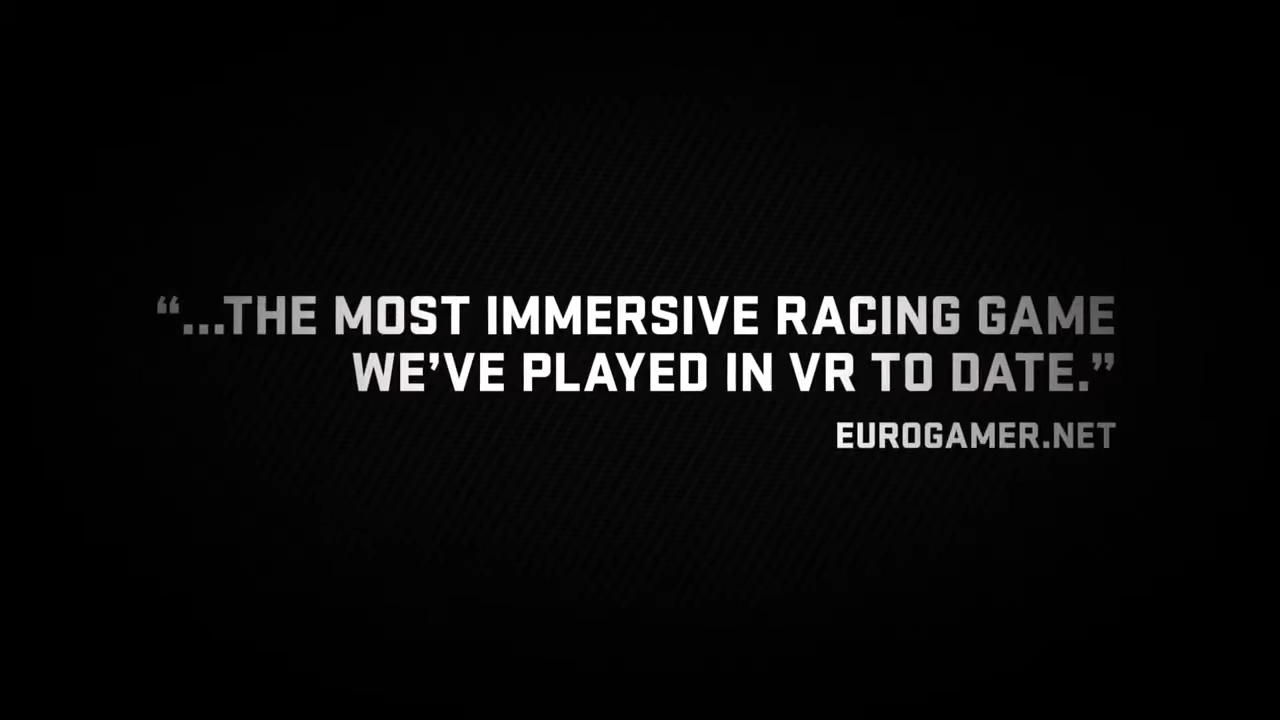 “...THE MOST IMMERSIVE RACING GAME
WE’VE PLAYED IN VR TO DATE.”
EUROGAMER.NET